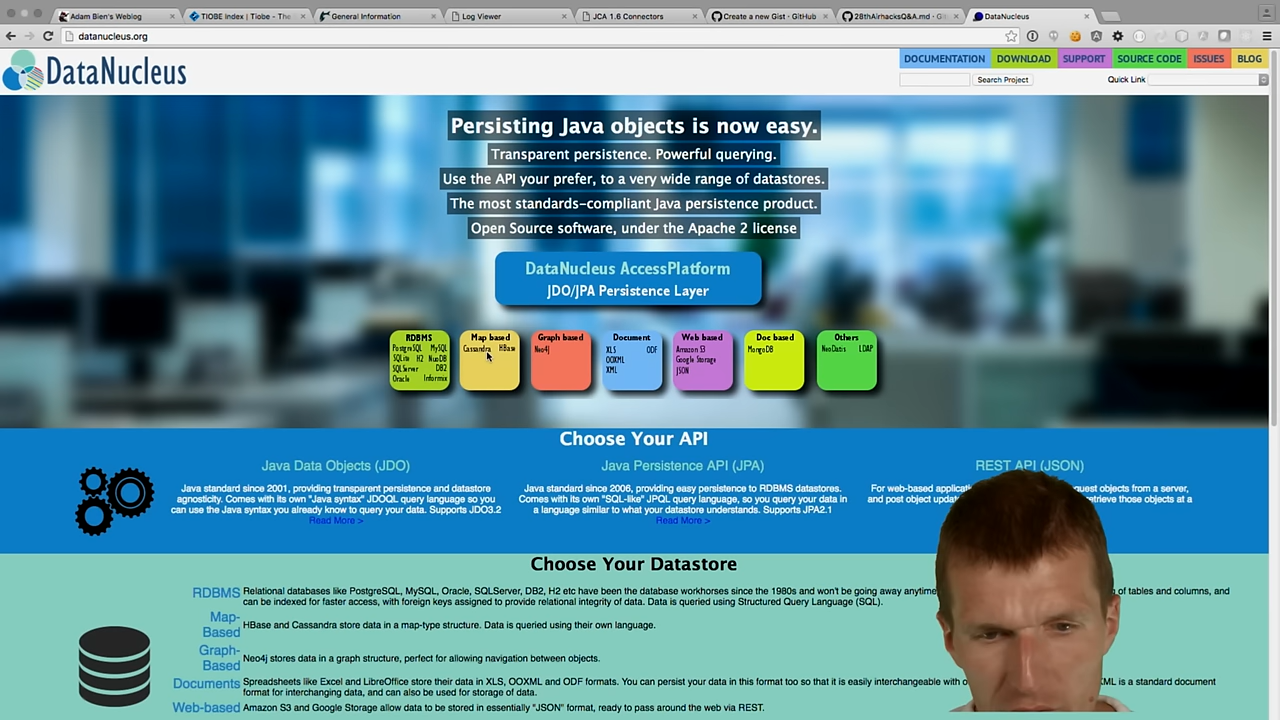 Adam Bien's Weblog
TIOBE Index | Tiobe - The
General Information
Log Viewer
JCA 1.6 Connectors
Create a new Gist · GitHub
28thAirhacksQ&A.md
DataNucleus
datanucleus.org
DataNucleus
DOCUMENTATION DOWNLOAD SUPPORT SOURCE CODE ISSUES BLOG
Search Project
Quick Link
Persisting Java objects is now easy.
Transparent persistence. Powerful querying.
Use the API your prefer, to a very wide range of datastores.
The most standards-compliant Java persistence product.
Open Source software, under the Apache 2 license
DataNucleus AccessPlatform
JDO/JPA Persistence Layer
RDBMS
PostgreSQL MySQL
SQLite H2 NuoDB
SQLServer DB2
Oracle Informix
Map based
Cassandra HBase
Graph based
Neo4j
Document
XLS ODF
OOXML
XML
Web based
Amazon S3
Google Storage
JSON
Doc based
MongoDB
Others
NeoDatis LDAP
Choose Your API
Java Data Objects (JDO)
Java standard since 2001, providing transparent persistence and datastore
agnosticity. Comes with its own "Java syntax" JDOQL query language so you
can use the Java syntax you already know to query your data. Supports JDO3.2
Read More >
Java Persistence API (JPA)
Java standard since 2006, providing easy persistence to RDBMS datastores.
Comes with its own "SQL-like" JPQL query language, so you query your data in
a language similar to what your datastore understands. Supports JPA2.1
Read More >
REST API (JSON)
For web-based quest objects from a server,
and post object retrieve those objects at a
Choose Your Datastore
RDBMS
Relational databases like PostgreSQL, MySQL, Oracle, SQLServer, DB2, H2 etc have been the database workhorses since the 1980s and won't be going away anytime of tables and columns, and
can be indexed for faster access, with foreign keys assigned to provide relational integrity of data. Data is queried using Structured Query Language (SQL).
Map-
Based
HBase and Cassandra store data in a map-type structure. Data is queried using their own language.
Graph-
Based
Neo4j stores data in a graph structure, perfect for allowing navigation between objects.
Documents
Spreadsheets like Excel and LibreOffice store their data in XLS, OOXML and ODF formats. You can persist your data in this format too so that it is easily interchangeable with ML is a standard document
format for interchanging data, and can also be used for storage of data.
Web-based
Amazon S3 and Google Storage allow data to be stored in essentially "JSON" format, ready to pass around the web via REST.